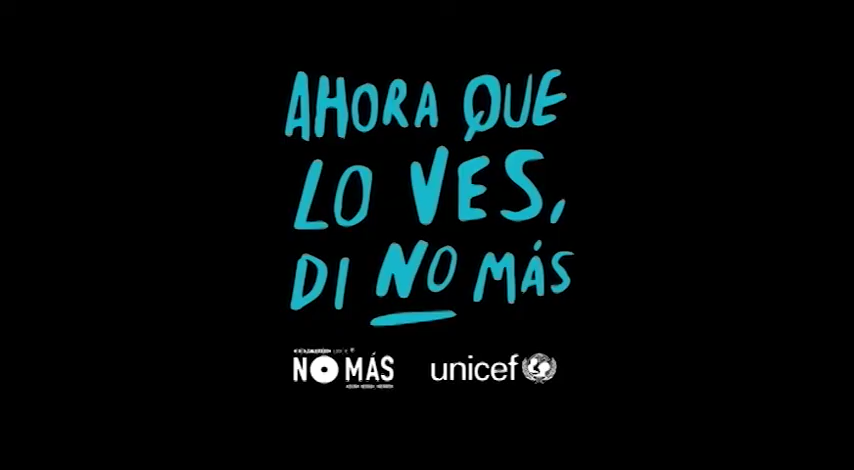 AHORA QUE
LO VES,
DI NO MÁS
NO MÁS
unicef